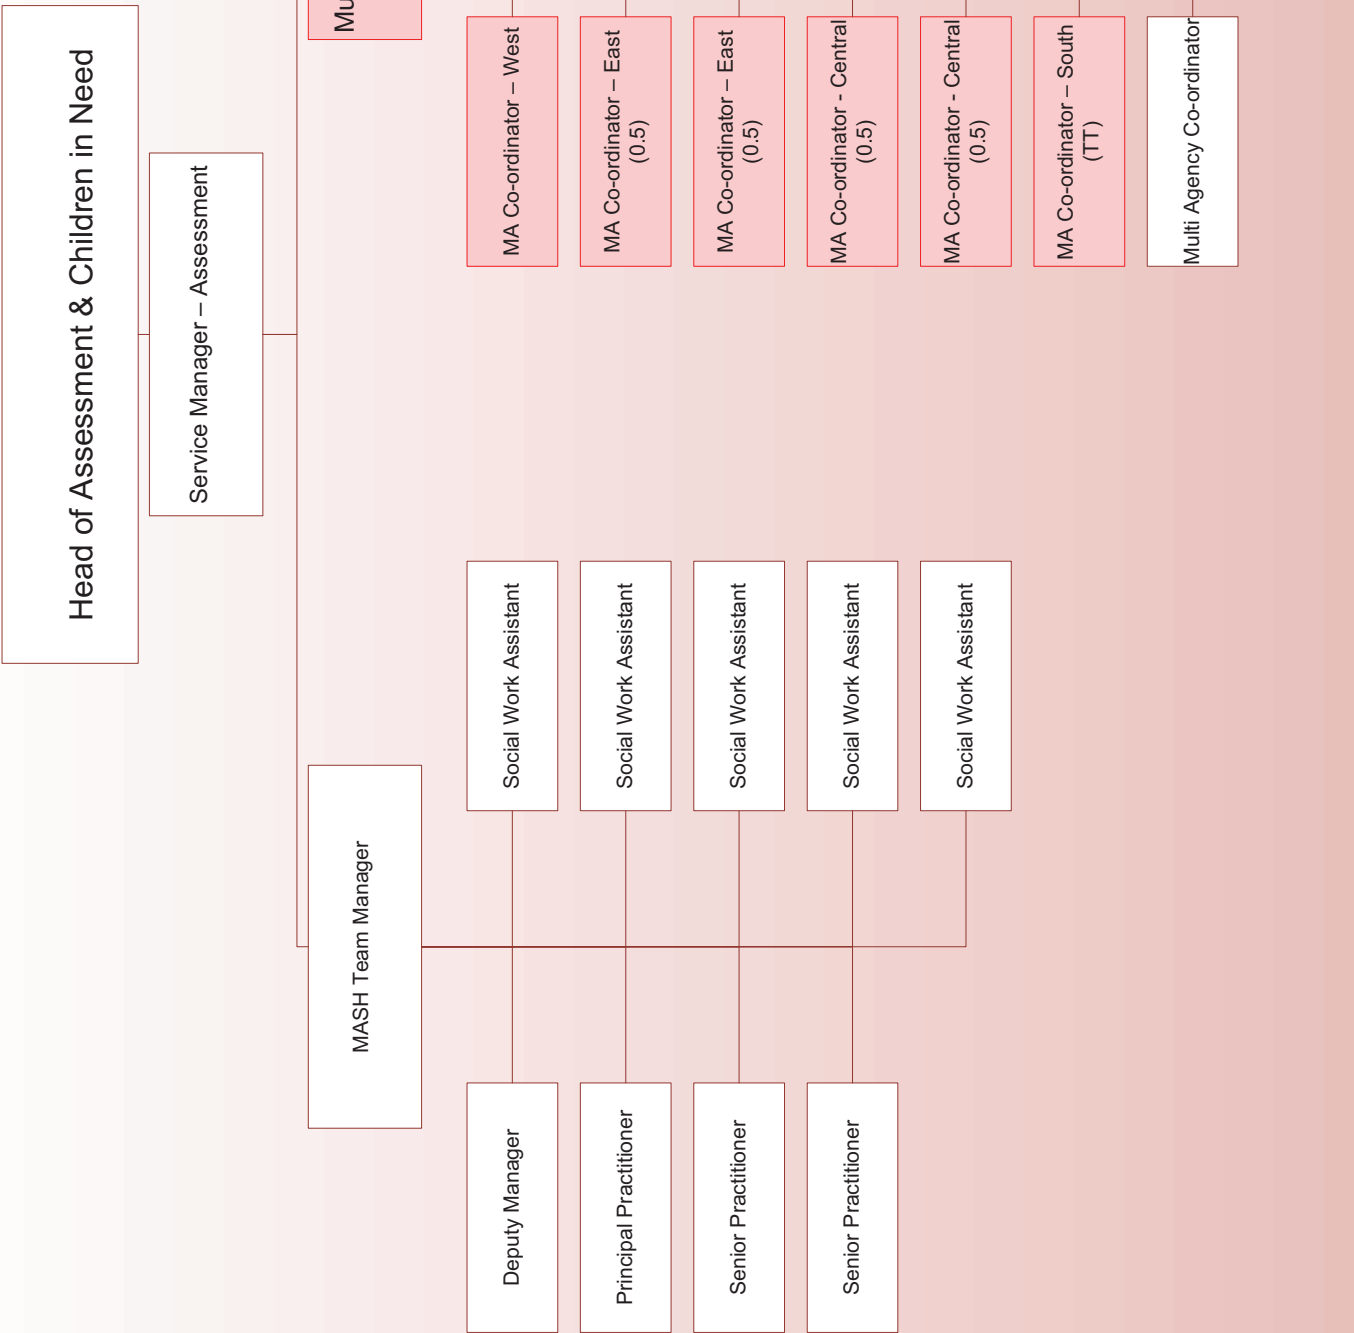 Head of Assessment & Children in Need
Service Manager – Assessment
MASH Team Manager
Mu
Deputy Manager
Social Work Assistant
MA Co-ordinator – West
Principal Practitioner
Social Work Assistant
MA Co-ordinator – East
(0.5)
Senior Practitioner
Social Work Assistant
MA Co-ordinator – East
(0.5)
Senior Practitioner
Social Work Assistant
MA Co-ordinator - Central
(0.5)
Social Work Assistant
MA Co-ordinator - Central
(0.5)
MA Co-ordinator – South
(TT)
Multi Agency Co-ordinator